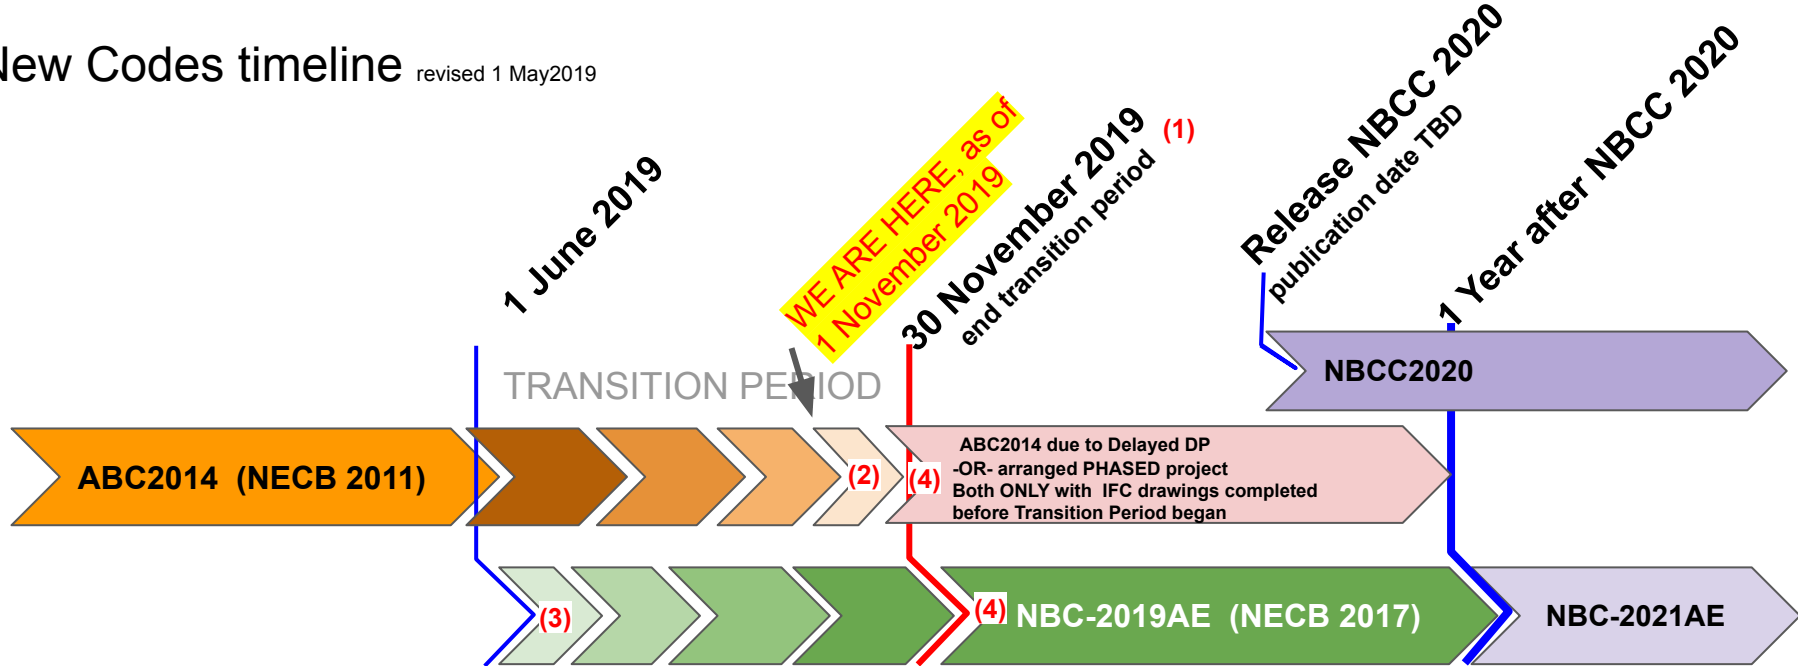 New Codes timeline revised 1 May2019
1 June 2019
WE ARE HERE, as of
1 November 2019
30 November 2019 (1)
end transition period
Release NBCC 2020
publication date TBD
1 Year after NBCC 2020
TRANSITION PERIOD
NBCC2020
ABC2014 (NECB 2011)
(2)
(4)
ABC2014 due to Delayed DP
-OR- arranged PHASED project
Both ONLY with IFC drawings completed
before Transition Period began
(3)
(4)
NBC-2019AE (NECB 2017)
NBC-2021AE